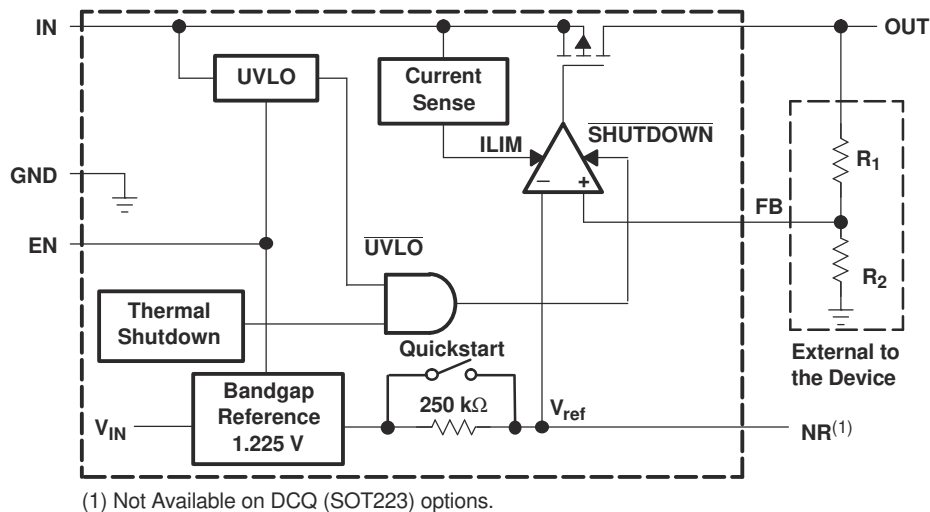 IN
OUT
UVLO
Current
Sense
SHUTDOWN
ILIM
R1
GND
− +
FB
EN
UVLO
R2
Thermal
Shutdown
Quickstart
External to
the Device
Bandgap
Reference
1.225 V
250 kΩ
Vref
VIN
NR(1)
(1) Not Available on DCQ (SOT223) options.